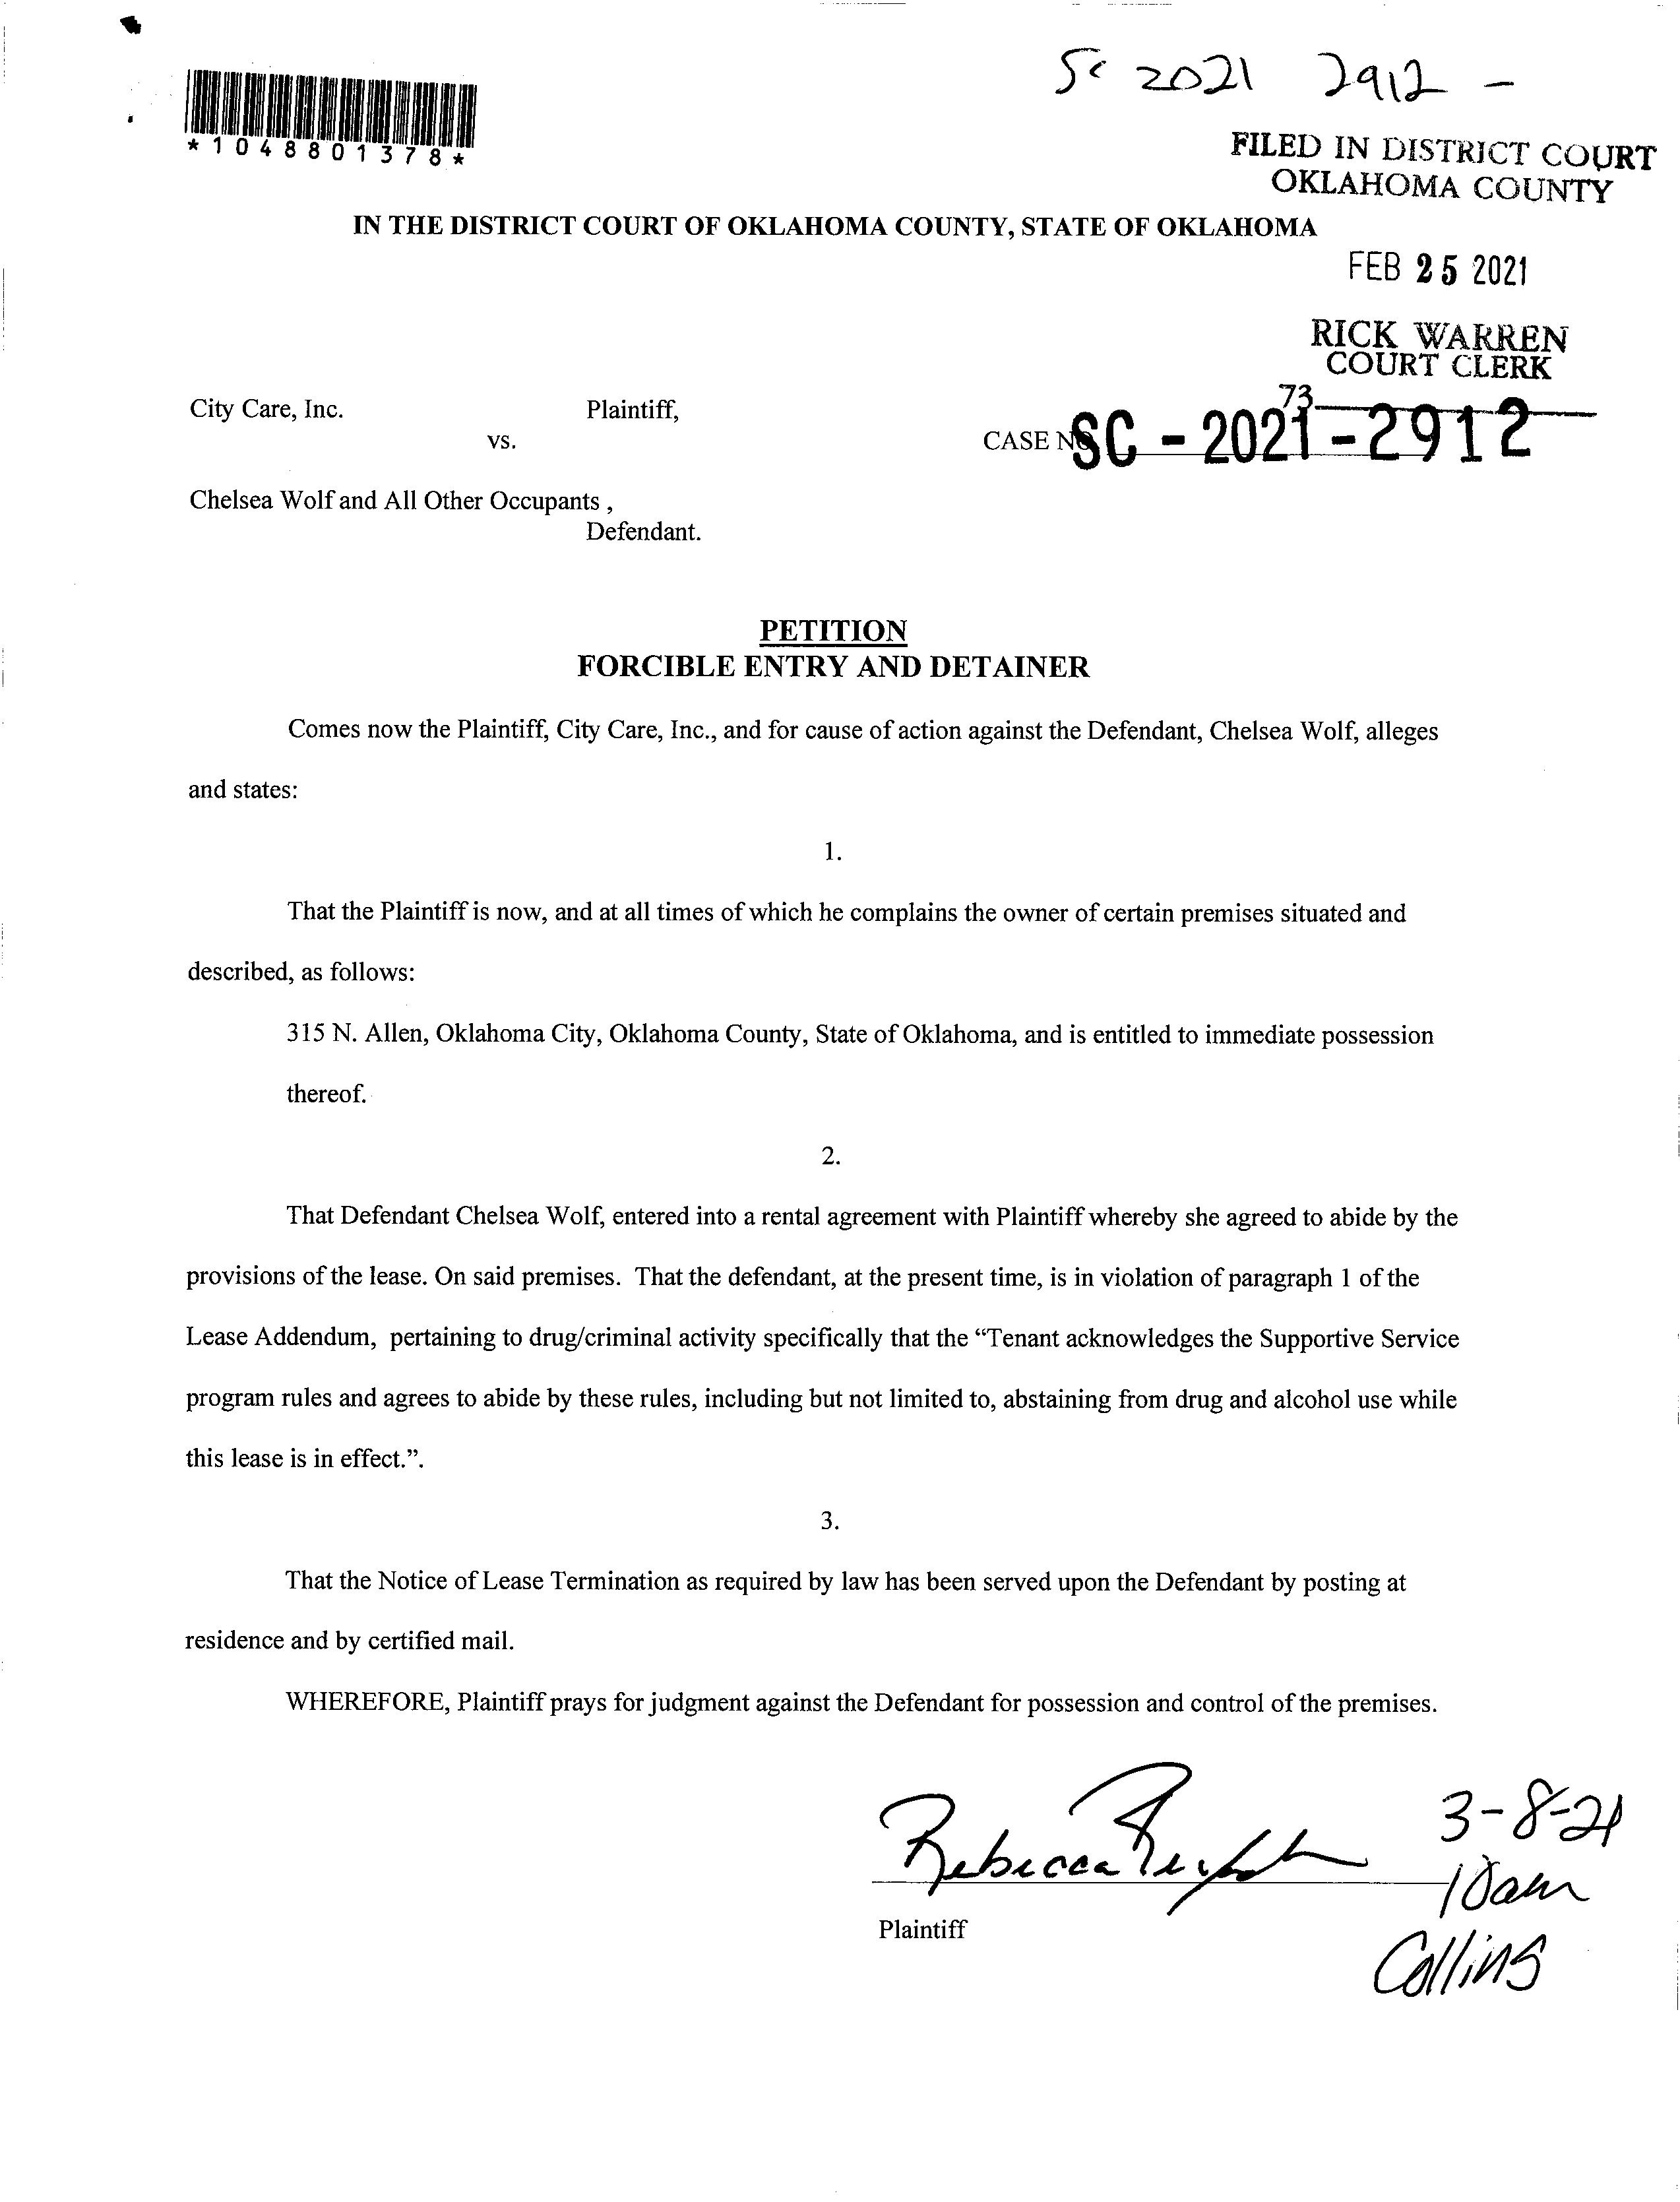 Sc 2021 2912 -
*1048801378*
FILED IN DISTRICT COURT
OKLAHOMA COUNTY
IN THE DISTRICT COURT OF OKLAHOMA COUNTY, STATE OF OKLAHOMA
FEB 25 2021
RICK WARREN
COURT CLERK
73
City Care, Inc. Plaintiff,
vs. CASE NO SC - 2021-2912
Chelsea Wolf and All Other Occupants ,
Defendant.
PETITION
FORCIBLE ENTRY AND DETAINER
Comes now the Plaintiff, City Care, Inc., and for cause of action against the Defendant, Chelsea Wolf, alleges
and states:
1.
That the Plaintiff is now, and at all times of which he complains the owner of certain premises situated and
described, as follows:
315 N. Allen, Oklahoma City, Oklahoma County, State of Oklahoma, and is entitled to immediate possession
thereof.
2.
That Defendant Chelsea Wolf, entered into a rental agreement with Plaintiff whereby she agreed to abide by the
provisions of the lease. On said premises. That the defendant, at the present time, is in violation of paragraph 1 of the
Lease Addendum, pertaining to drug/criminal activity specifically that the “Tenant acknowledges the Supportive Service
program rules and agrees to abide by these rules, including but not limited to, abstaining from drug and alcohol use while
this lease is in effect.”.
3.
That the Notice of Lease Termination as required by law has been served upon the Defendant by posting at
residence and by certified mail.
WHEREFORE, Plaintiff prays for judgment against the Defendant for possession and control of the premises.
Rebecca
3-8-21
10am
Plaintiff
Collins